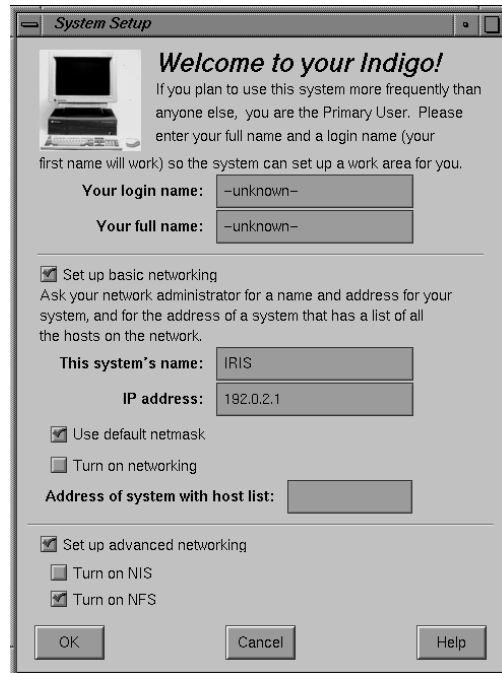 System Setup
Welcome to your Indigo!
If you plan to use this system more frequently than
anyone else, you are the Primary User. Please
enter your full name and a login name (your
first name will work) so the system can set up a work area for you.
Your login name: -unknown-
Your full name: -unknown-
Set up basic networking
Ask your network administrator for a name and address for your
system, and for the address of a system that has a list of all
the hosts on the network.
This system's name: IRIS
IP address: 192.0.2.1
Use default netmask
Turn on networking
Address of system with host list:
Set up advanced networking
Turn on NIS
Turn on NFS
OK Cancel Help